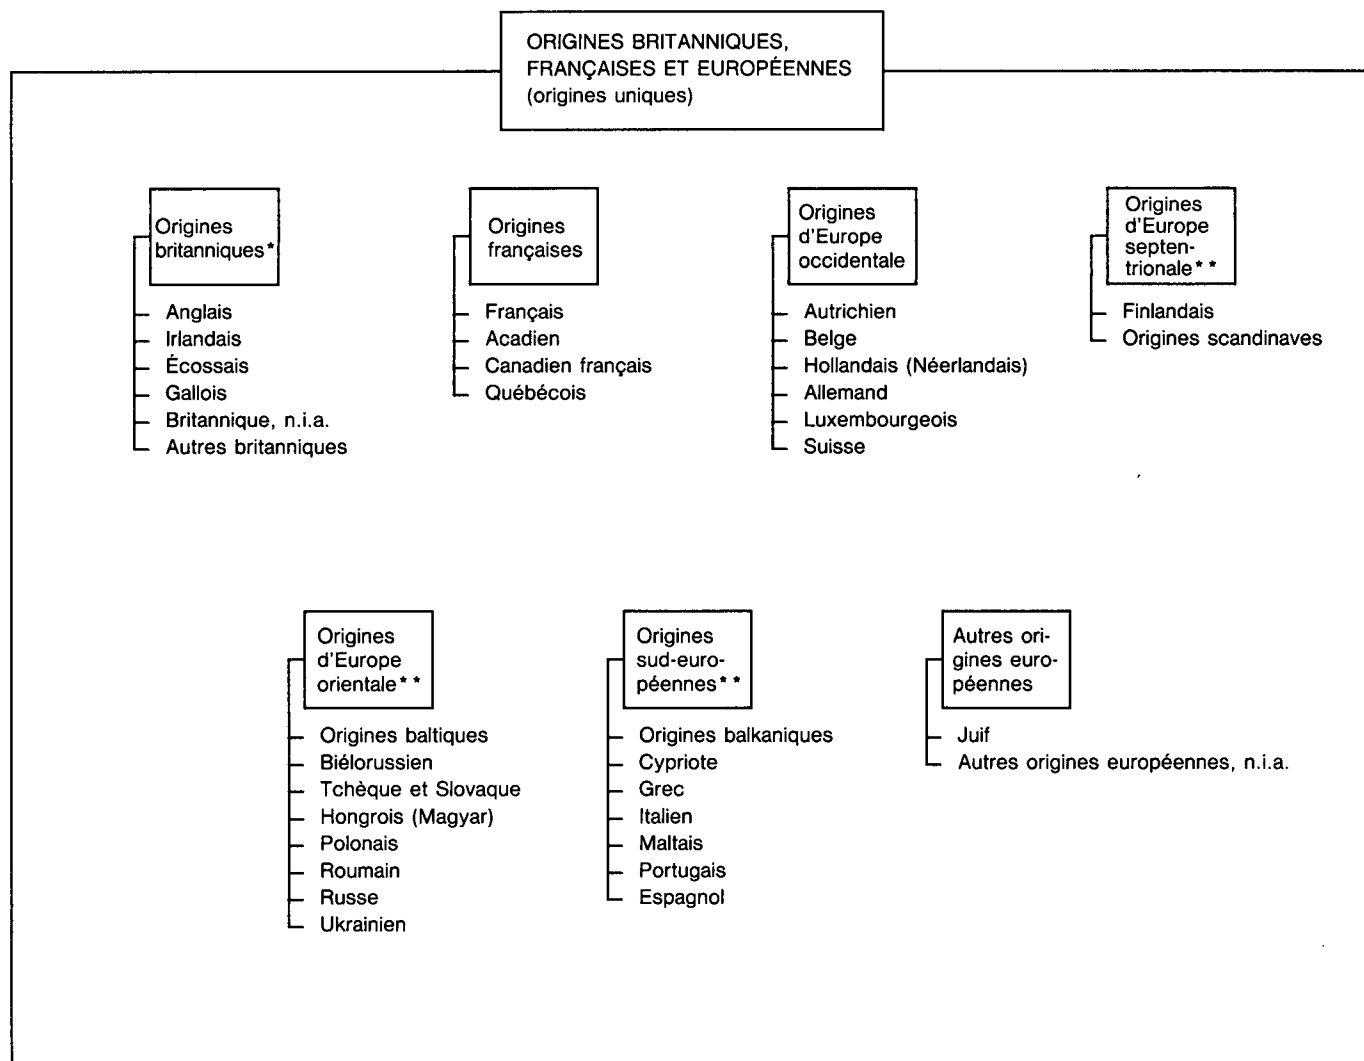 ORIGINES BRITANNIQUES,
FRANÇAISES ET EUROPÉENNES
(origines uniques)
Origines
britanniques*
Anglais
Irlandais
Écossais
Gallois
Britannique, n.i.a.
Autres britanniques
Origines
françaises
Français
Acadien
Canadien français
Québécois
Origines
d'Europe
occidentale
Autrichien
Belge
Hollandais (Néerlandais)
Allemand
Luxembourgeois
Suisse
Origines
d'Europe
septen-
trionale**
Finlandais
Origines scandinaves
Origines
d'Europe
orientale**
Origines baltiques
Biélorussien
Tchèque et Slovaque
Hongrois (Magyar)
Polonais
Roumain
Russe
Ukrainien
Origines
sud-euro-
péennes**
Origines balkaniques
Cypriote
Grec
Italien
Maltais
Portugais
Espagnol
Autres ori-
gines euro-
péennes
Juif
Autres origines européennes, n.i.a.